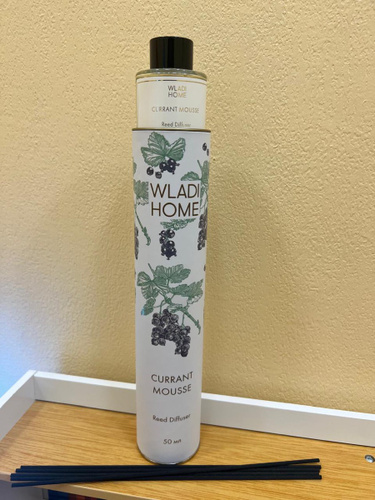 WLADI
HOME
CURRANT MOUSSE
Reed Diffuser
WLADI
HOME
CURRANT
MOUSSE
Reed Diffuser
50 мл